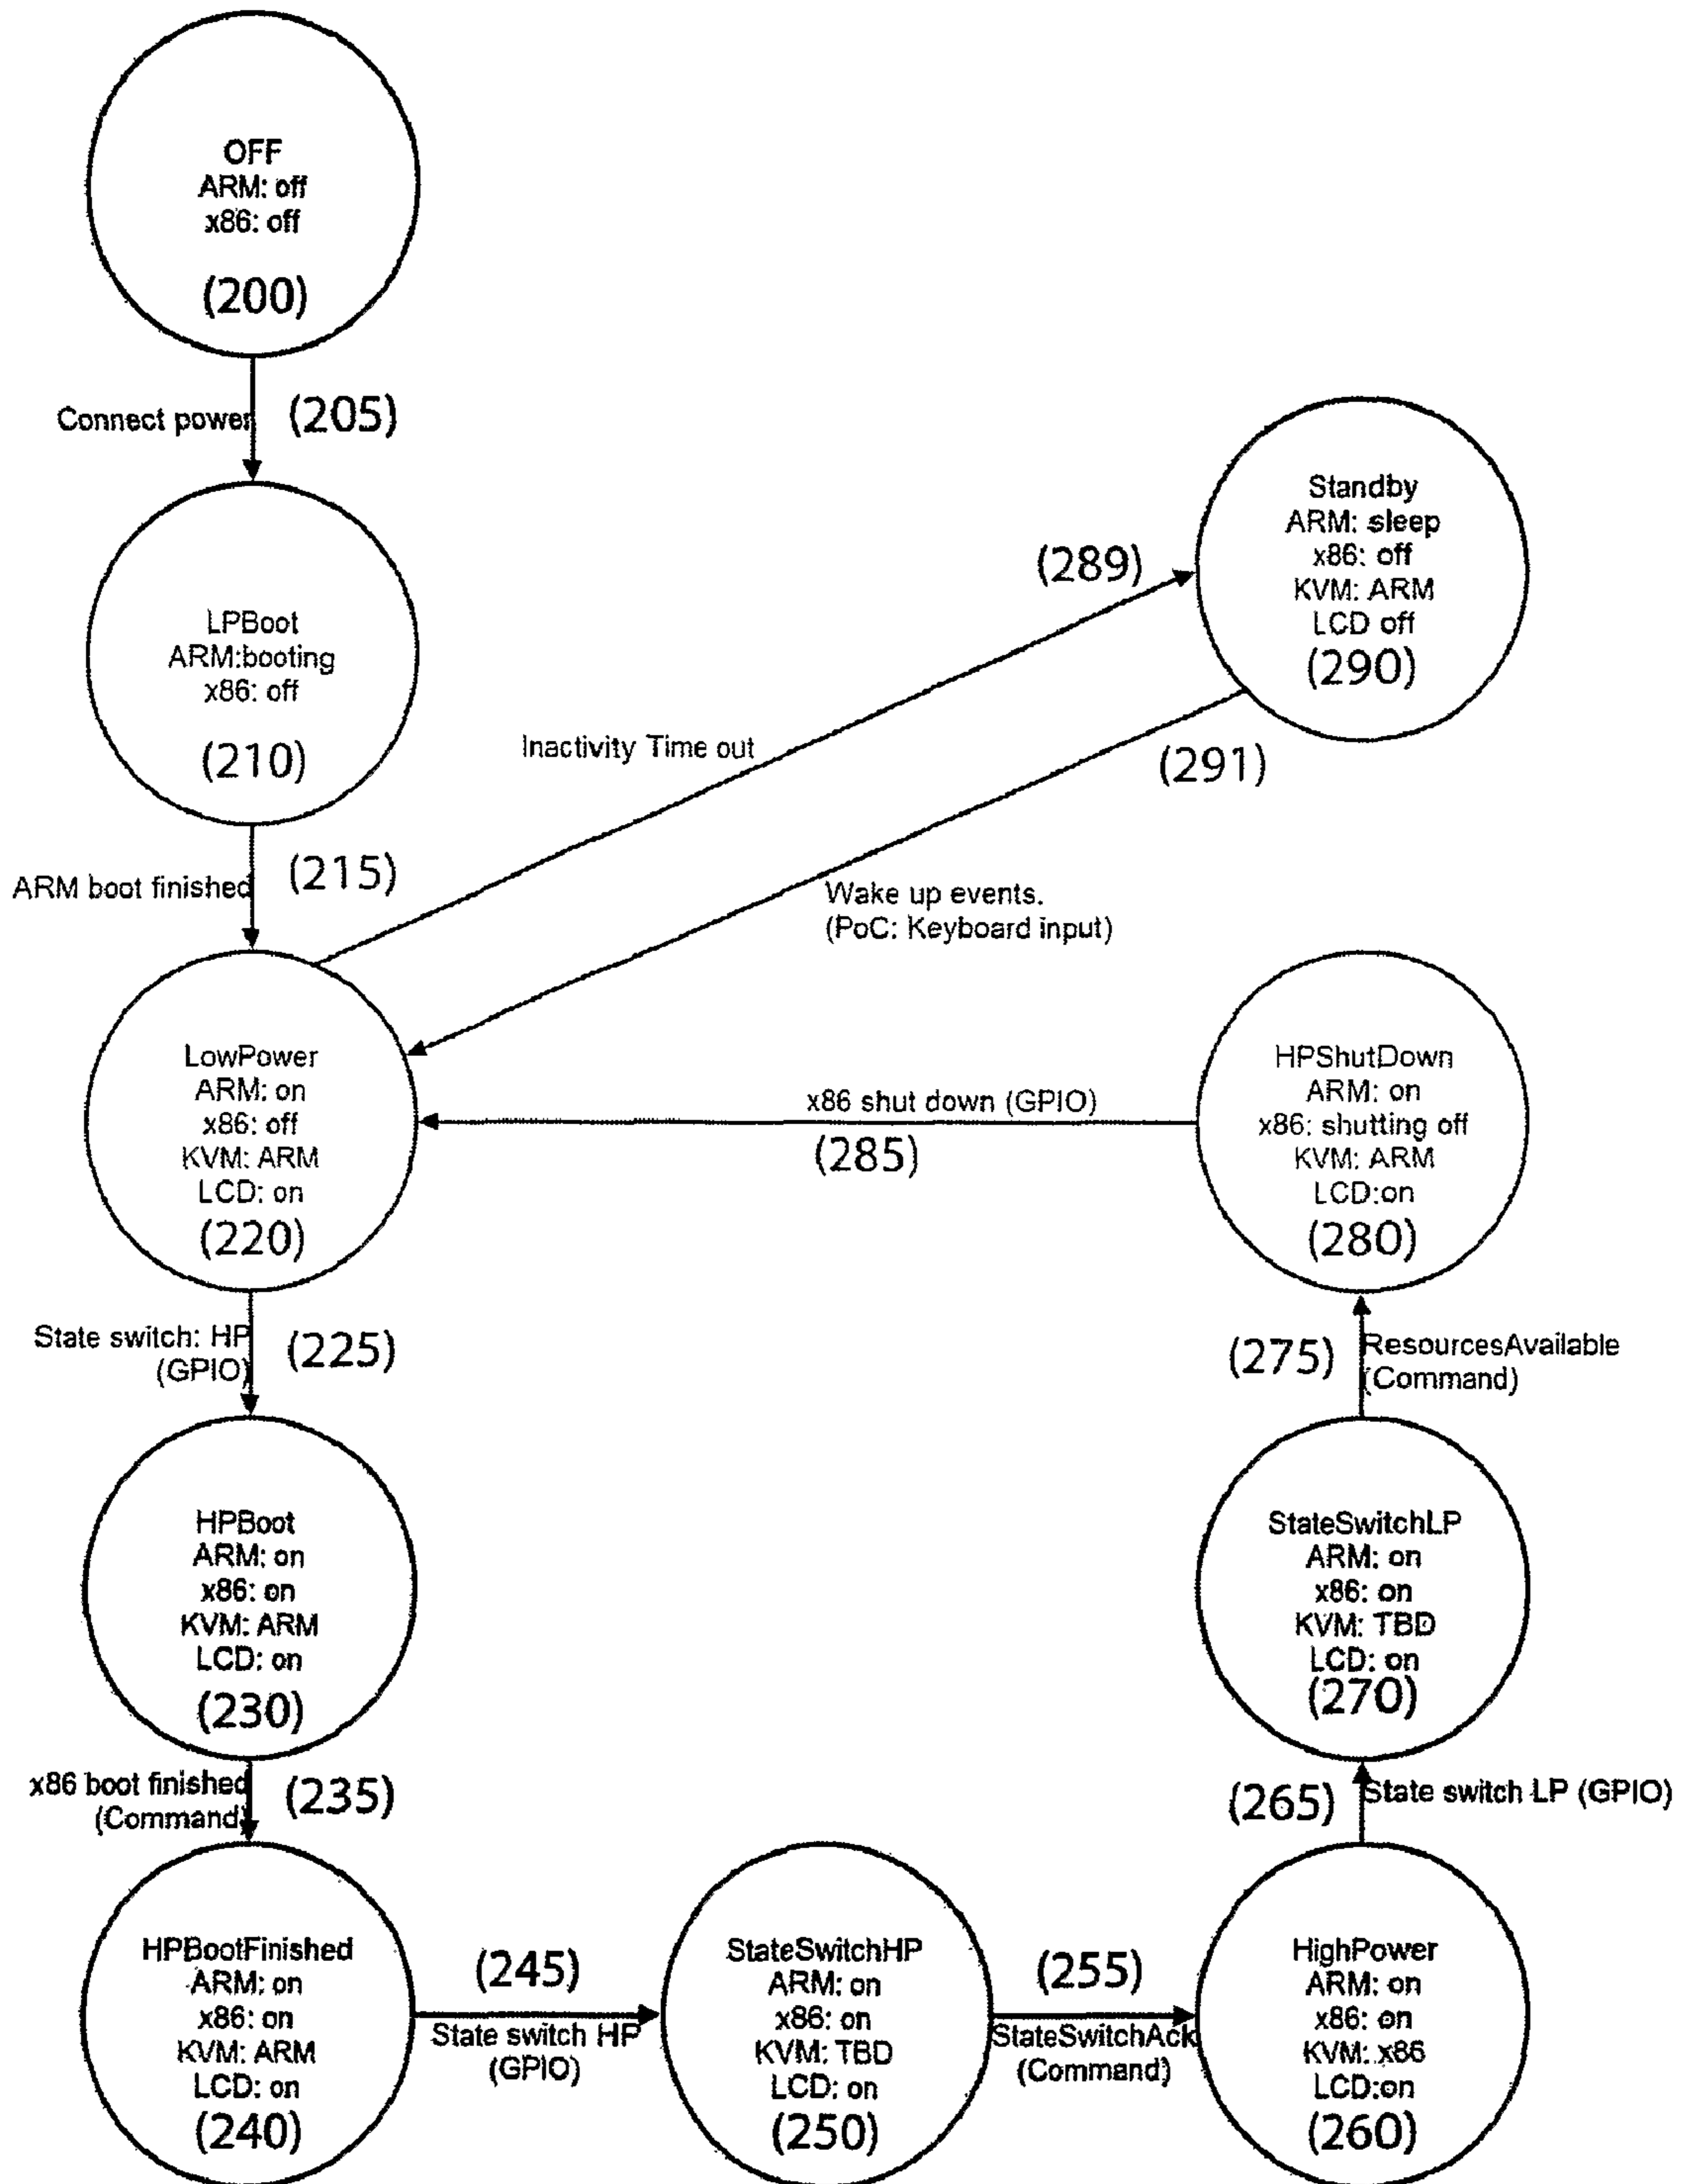 OFF
ARM: off
x86: off
(200)
Connect power
(205)
LPBoot
ARM:booting
x86: off
(210)
ARM boot finished
(215)
Standby
ARM: sleep
x86: off
KVM: ARM
LCD off
(290)
(289)
Inactivity Time out
(291)
Wake up events.
(PoC: Keyboard input)
LowPower
ARM: on
x86: off
KVM: ARM
LCD: on
(220)
x86 shut down (GPIO)
(285)
HPShutDown
ARM: on
x86: shutting off
KVM: ARM
LCD:on
(280)
State switch: HP
(GPIO)
(225)
(275)
ResourcesAvailable
(Command)
HPBoot
ARM: on
x86: on
KVM: ARM
LCD: on
(230)
StateSwitchLP
ARM: on
x86: on
KVM: TBD
LCD: on
(270)
x86 boot finished
(Command)
(235)
(265)
State switch LP (GPIO)
HPBootFinished
ARM: on
x86: on
KVM: ARM
LCD: on
(240)
(245)
State switch HP
(GPIO)
StateSwitchHP
ARM: on
x86: on
KVM: TBD
LCD: on
(250)
(255)
StateSwitchAck
(Command)
HighPower
ARM: on
x86: on
KVM: x86
LCD:on
(260)